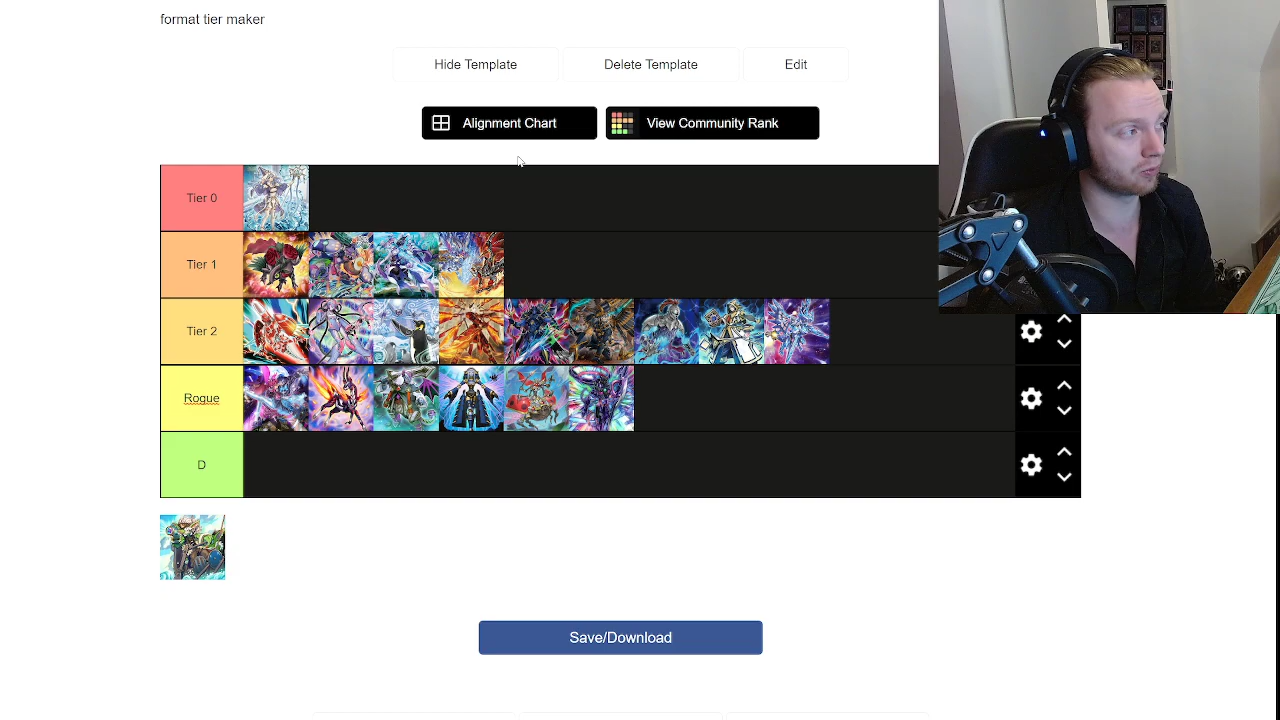 format tier maker
Hide Template
Delete Template
Edit
Alignment Chart
View Community Rank
Tier 0
Tier 1
Tier 2
Rogue
D
Save/Download